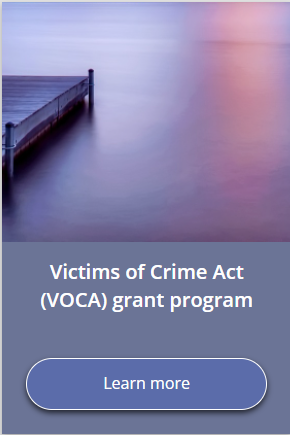 Victims of Crime Act
(VOCA) grant program
Learn more